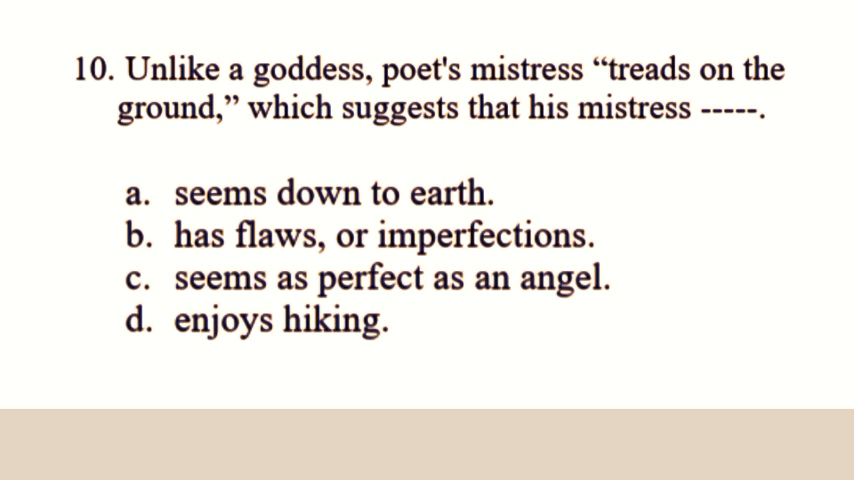 10. Unlike a goddess, poet's mistress “treads on the
ground,” which suggests that his mistress -----.
a. seems down to earth.
b. has flaws, or imperfections.
c. seems as perfect as an angel.
d. enjoys hiking.